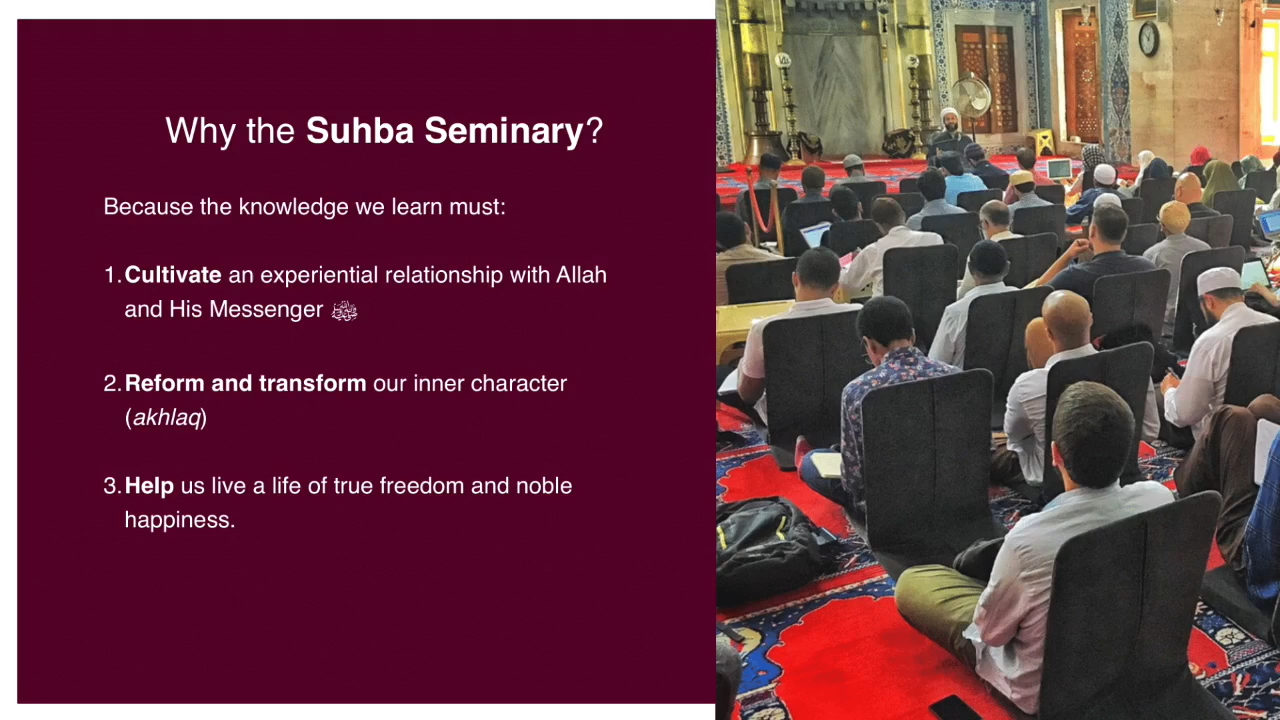 Why the Suhba Seminary?
Because the knowledge we learn must:
1. Cultivate an experiential relationship with Allah
and His Messenger ﷺ
2. Reform and transform our inner character
(akhlaq)
3. Help us live a life of true freedom and noble
happiness.